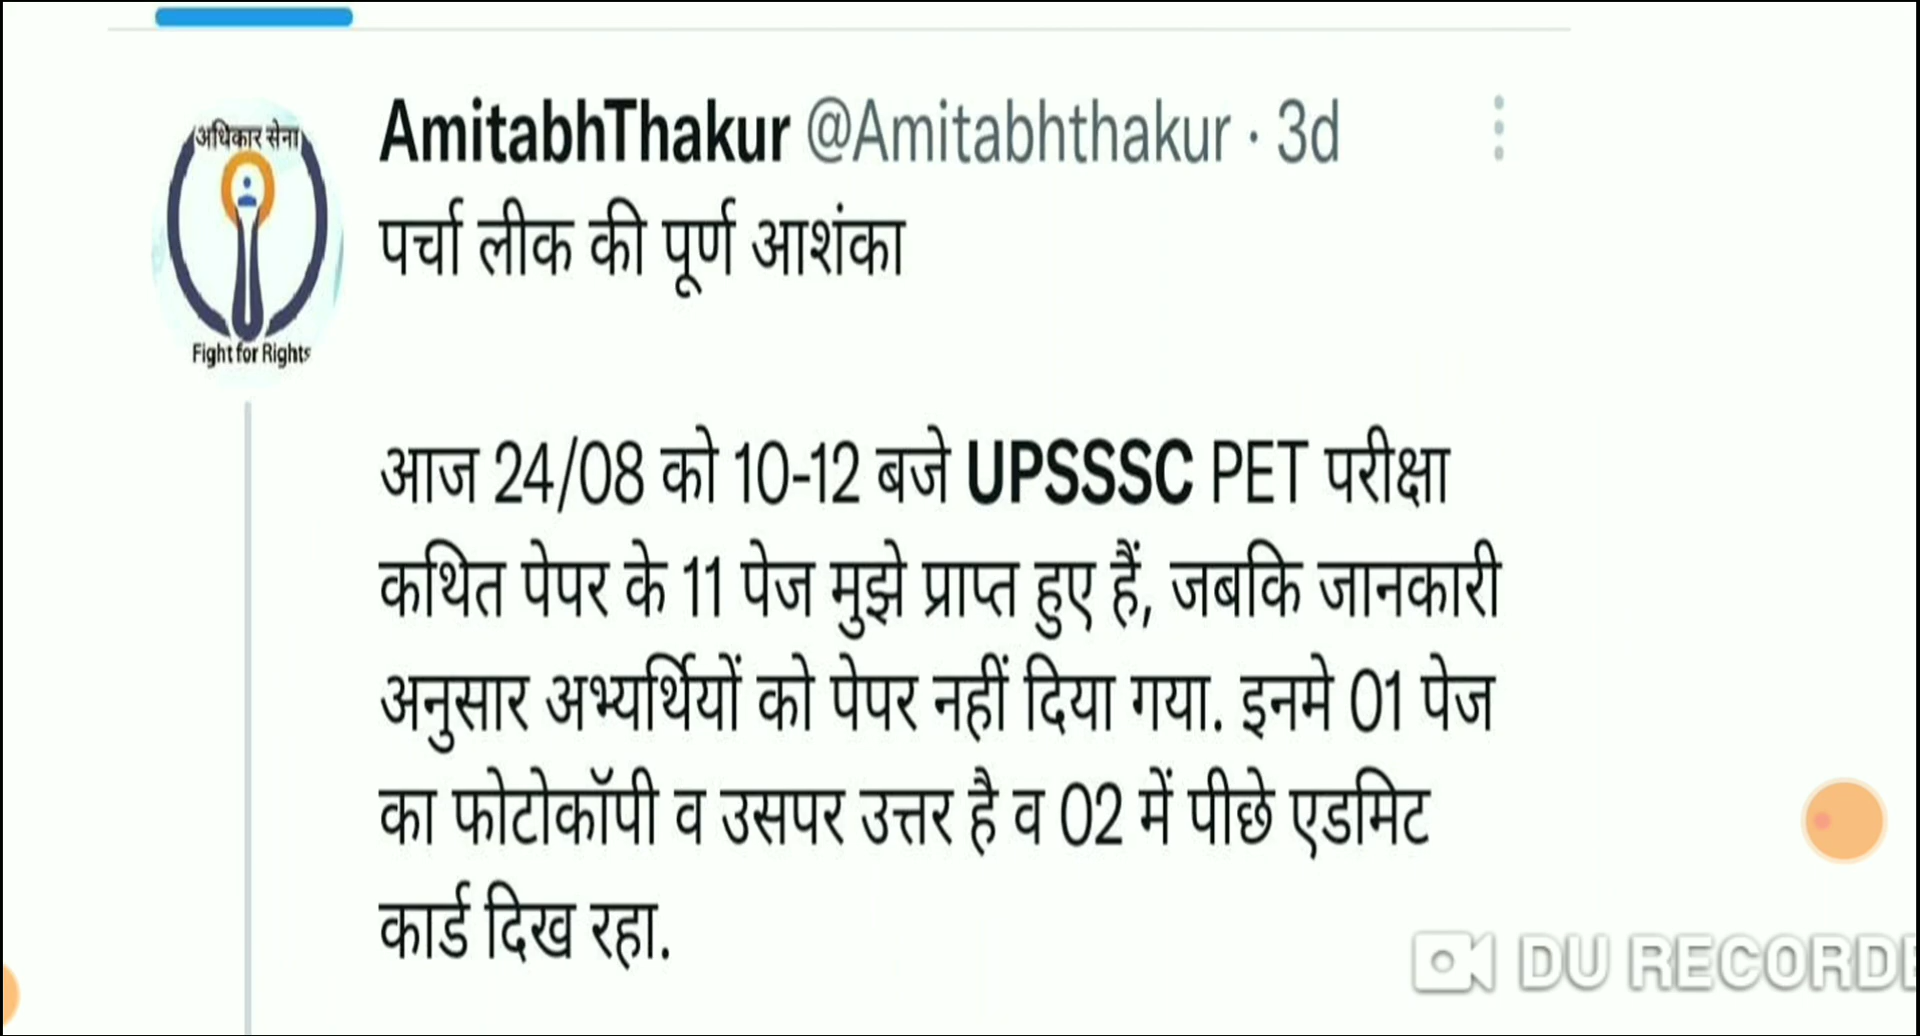 अधिकार सेना
Fight for Rights
AmitabhThakur @Amitabhthakur · 3d
पर्चा लीक की पूर्ण आशंका
आज 24/08 को 10-12 बजे UPSSSC PET परीक्षा
कथित पेपर के 11 पेज मुझे प्राप्त हुए हैं, जबकि जानकारी
अनुसार अभ्यर्थियों को पेपर नहीं दिया गया. इनमे 01 पेज
का फोटोकॉपी व उसपर उत्तर है व 02 में पीछे एडमिट
कार्ड दिख रहा.
DU RECORDE